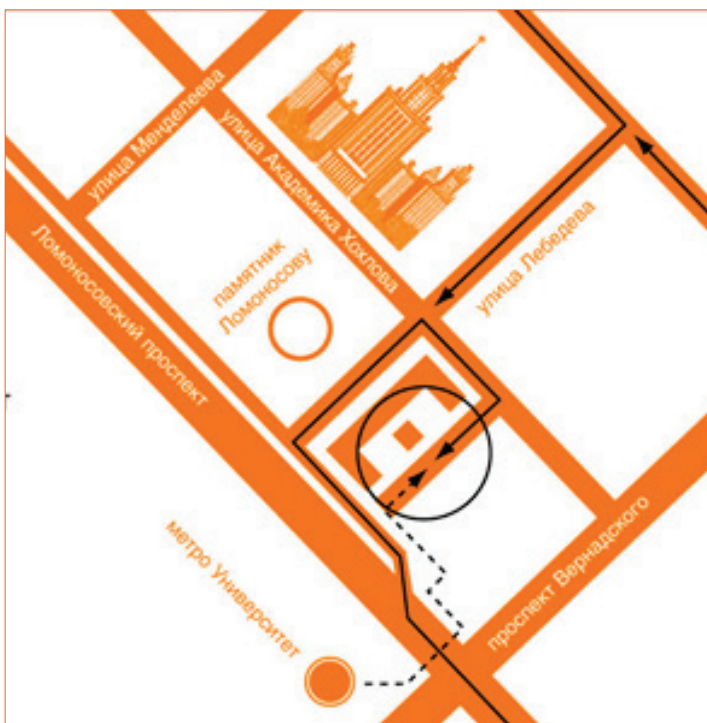 улица Менделеева
улица Академика Хохлова
улица Лебедева
памятник
Ломоносову
Ломоносовский проспект
метро Университет
проспект Вернадского